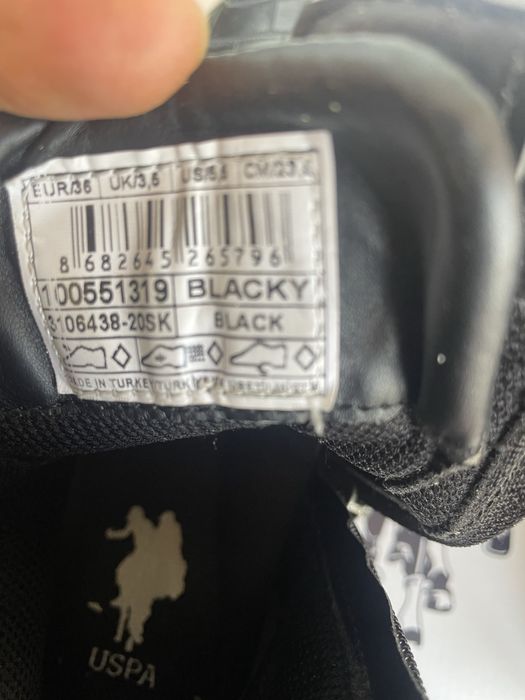 EUR/36 UK/3,5 US/5,5 CM/23,5
8 682645 265796
100551319 BLACKY
3106438-20SK BLACK
MADE IN TURKEY
USPA